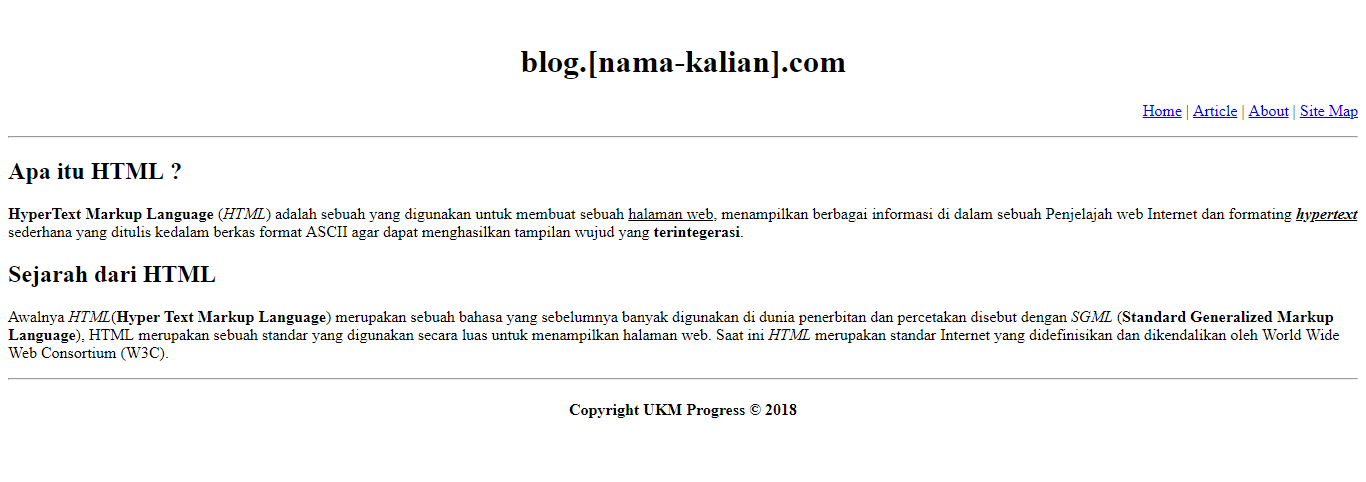 blog.[nama-kalian].com
Home | Article | About | Site Map
Apa itu HTML ?
HyperText Markup Language (HTML) adalah sebuah yang digunakan untuk membuat sebuah halaman web, menampilkan berbagai informasi di dalam sebuah Penjelajah web Internet dan formating hypertext
sederhana yang ditulis kedalam berkas format ASCII agar dapat menghasilkan tampilan wujud yang terintegerasi.
Sejarah dari HTML
Awalnya HTML(Hyper Text Markup Language) merupakan sebuah bahasa yang sebelumnya banyak digunakan di dunia penerbitan dan percetakan disebut dengan SGML (Standard Generalized Markup
Language), HTML merupakan sebuah standar yang digunakan secara luas untuk menampilkan halaman web. Saat ini HTML merupakan standar Internet yang didefinisikan dan dikendalikan oleh World Wide
Web Consortium (W3C).
Copyright UKM Progress © 2018